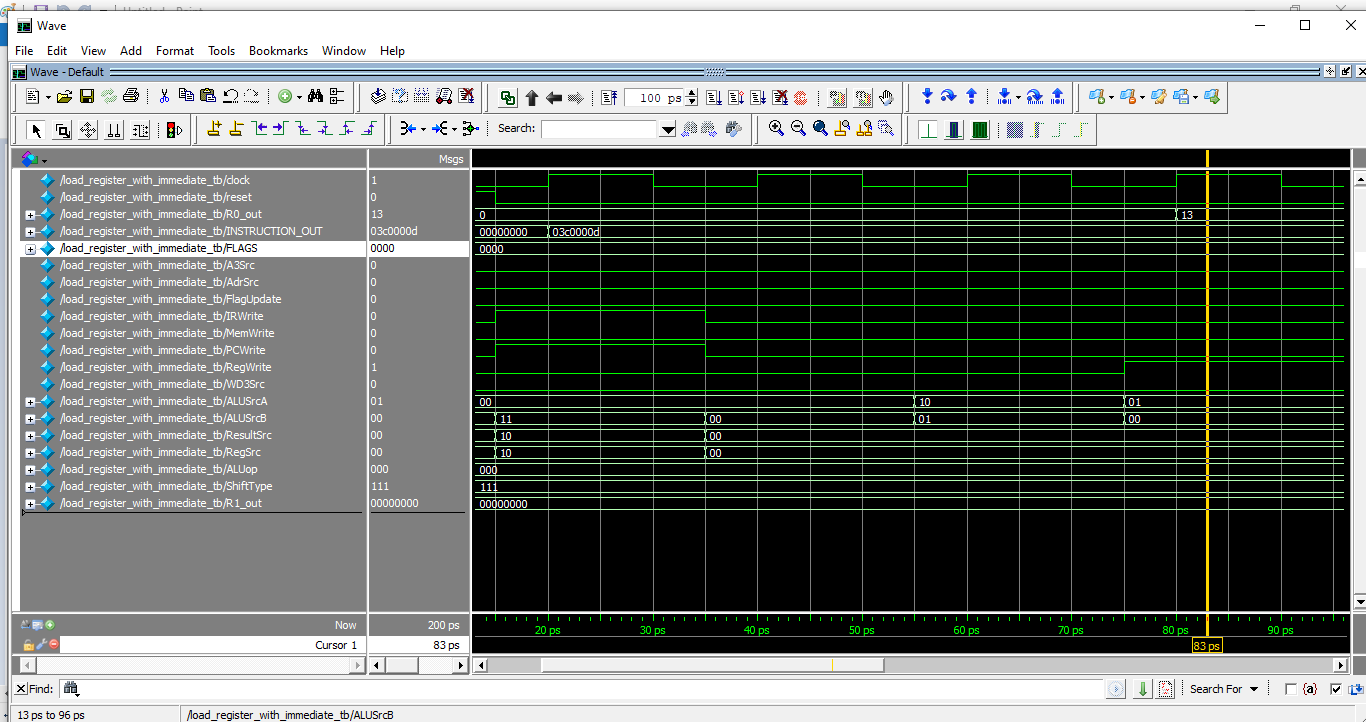 Wave
File Edit View Add Format Tools Bookmarks Window Help
Wave - Default
100 ps
Search:
Msgs
/load_register_with_immediate_tb/clock 1
/load_register_with_immediate_tb/reset 0
/load_register_with_immediate_tb/R0_out 13 0 13
/load_register_with_immediate_tb/INSTRUCTION_OUT 03c0000d 00000000 03c0000d
/load_register_with_immediate_tb/FLAGS 0000 0000
/load_register_with_immediate_tb/A3Src 0
/load_register_with_immediate_tb/AdrSrc 0
/load_register_with_immediate_tb/FlagUpdate 0
/load_register_with_immediate_tb/IRWrite 0
/load_register_with_immediate_tb/MemWrite 0
/load_register_with_immediate_tb/PCWrite 0
/load_register_with_immediate_tb/RegWrite 1
/load_register_with_immediate_tb/WD3Src 0
/load_register_with_immediate_tb/ALUSrcA 01 00 10 01
/load_register_with_immediate_tb/ALUSrcB 00 11 00 01 00
/load_register_with_immediate_tb/ResultSrc 00 10 00
/load_register_with_immediate_tb/RegSrc 00 10 00
/load_register_with_immediate_tb/ALUop 000 000
/load_register_with_immediate_tb/ShiftType 111 111
/load_register_with_immediate_tb/R1_out 00000000 00000000
Now 200 ps 20 ps 30 ps 40 ps 50 ps 60 ps 70 ps 80 ps 90 ps
Cursor 1 83 ps 83 ps
Find: Search For {a}
13 ps to 96 ps /load_register_with_immediate_tb/ALUSrcB